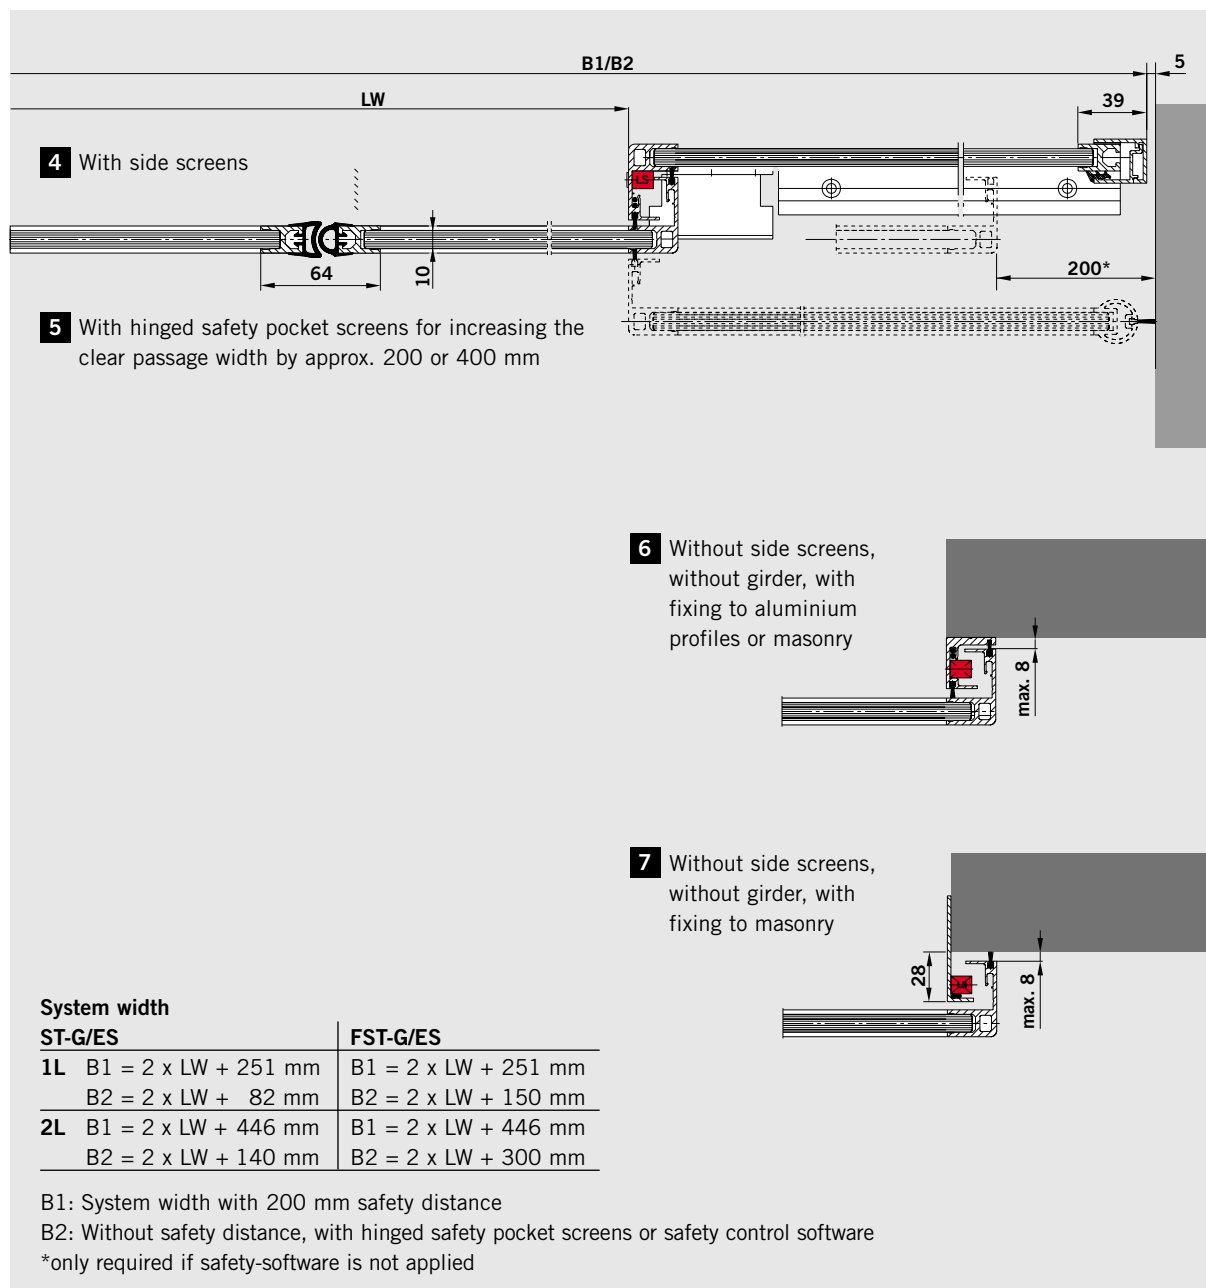 B1/B2
5
LW
39
4 With side screens
LS
64
10
200*
5 With hinged safety pocket screens for increasing the
clear passage width by approx. 200 or 400 mm
6 Without side screens,
without girder, with
fixing to aluminium
profiles or masonry
max. 8
7 Without side screens,
without girder, with
fixing to masonry
28
LS
max. 8
System width
ST-G/ES FST-G/ES
1L B1 = 2 x LW + 251 mm B1 = 2 x LW + 251 mm
B2 = 2 x LW + 82 mm B2 = 2 x LW + 150 mm
2L B1 = 2 x LW + 446 mm B1 = 2 x LW + 446 mm
B2 = 2 x LW + 140 mm B2 = 2 x LW + 300 mm
B1: System width with 200 mm safety distance
B2: Without safety distance, with hinged safety pocket screens or safety control software
*only required if safety-software is not applied